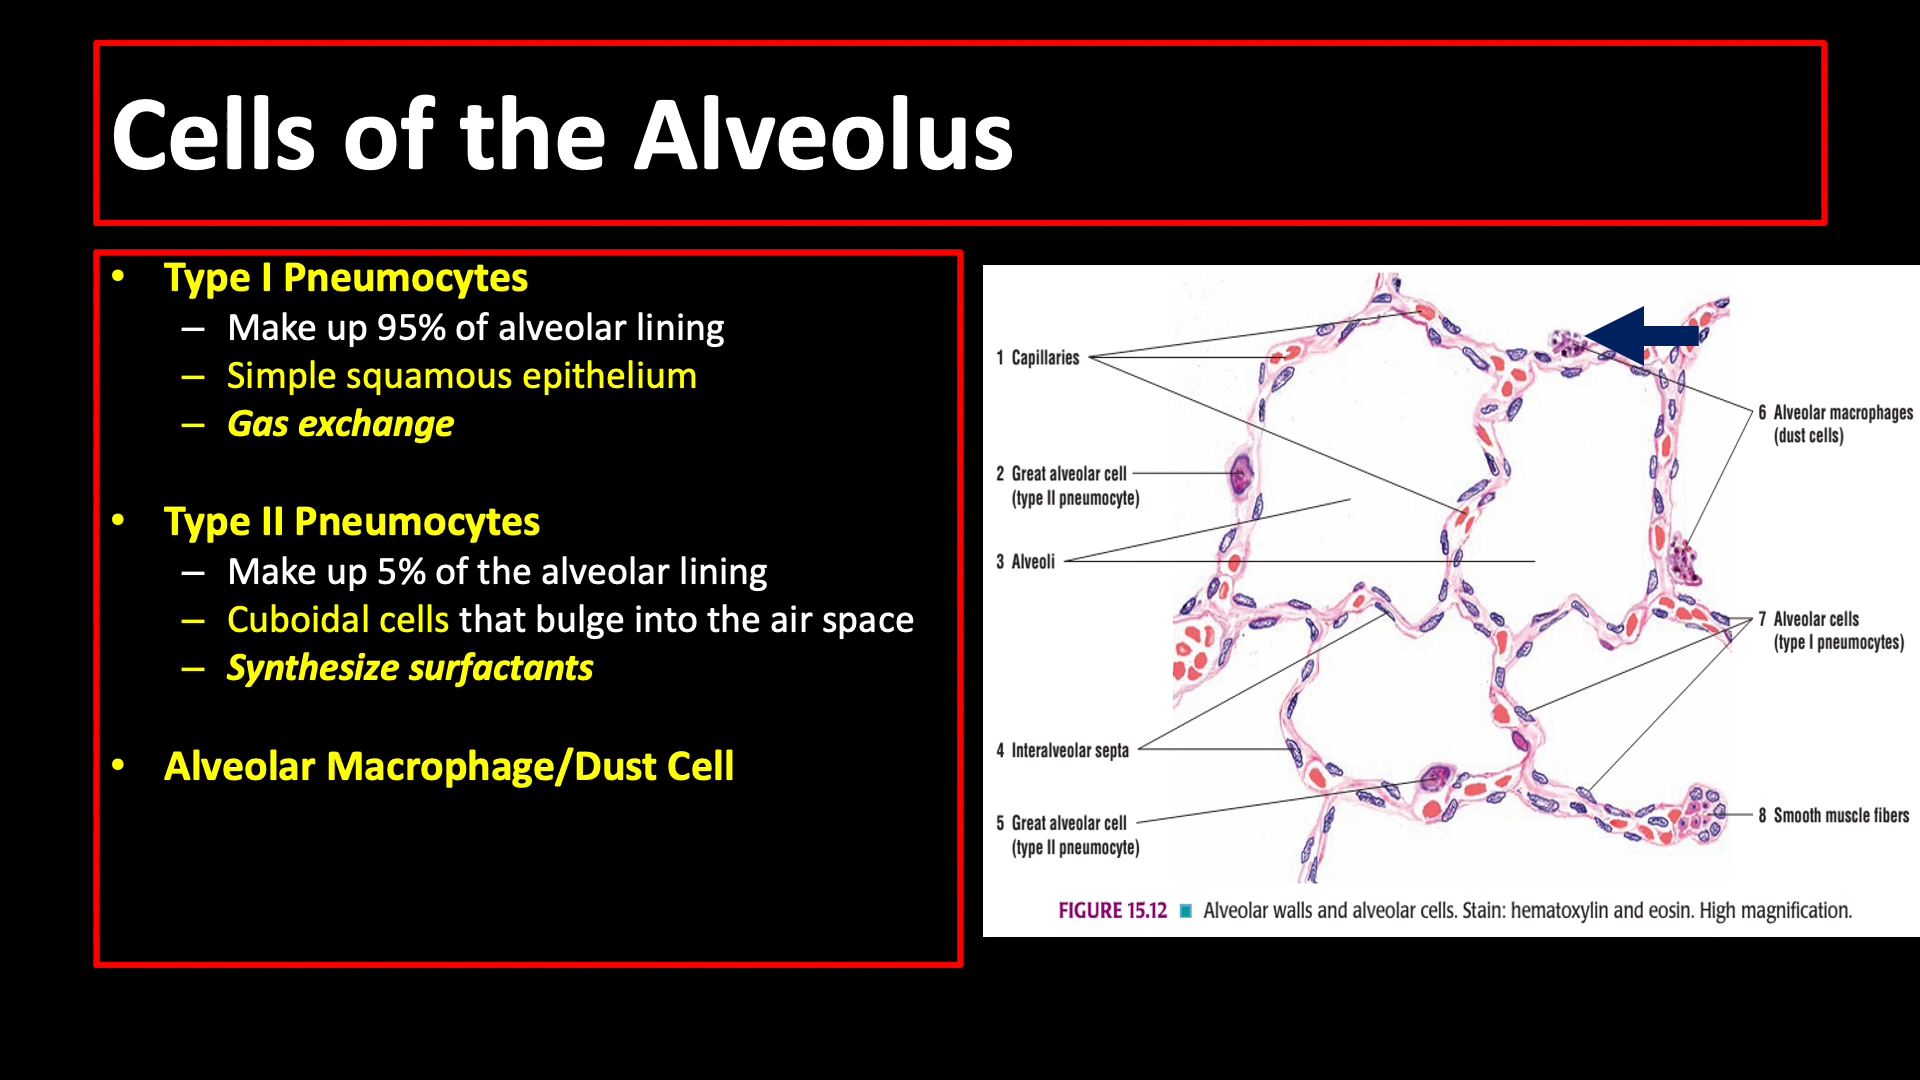 Cells of the Alveolus
• Type I Pneumocytes
– Make up 95% of alveolar lining
– Simple squamous epithelium
– Gas exchange
• Type II Pneumocytes
– Make up 5% of the alveolar lining
– Cuboidal cells that bulge into the air space
– Synthesize surfactants
• Alveolar Macrophage/Dust Cell
1 Capillaries
2 Great alveolar cell
(type II pneumocyte)
3 Alveoli
4 Interalveolar septa
5 Great alveolar cell
(type II pneumocyte)
6 Alveolar macrophages
(dust cells)
7 Alveolar cells
(type I pneumocytes)
8 Smooth muscle fibers
FIGURE 15.12 ■ Alveolar walls and alveolar cells. Stain: hematoxylin and eosin. High magnification.